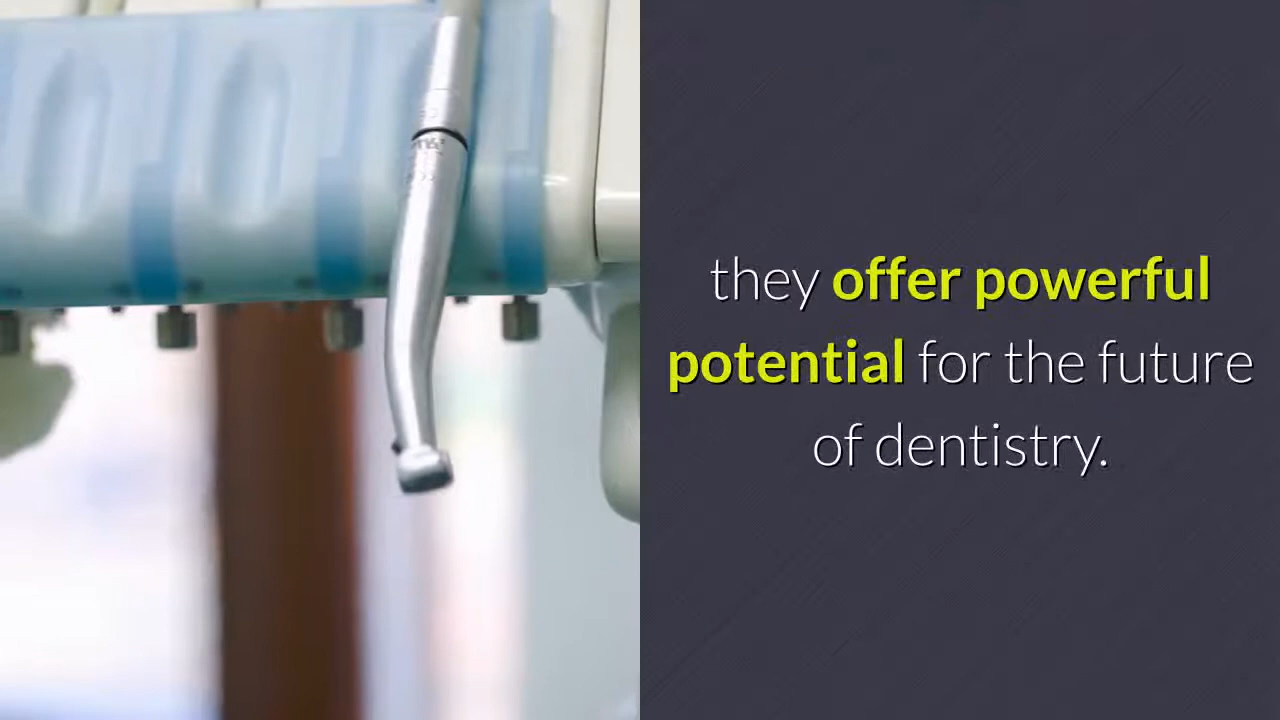 they offer powerful
potential for the future
of dentistry.